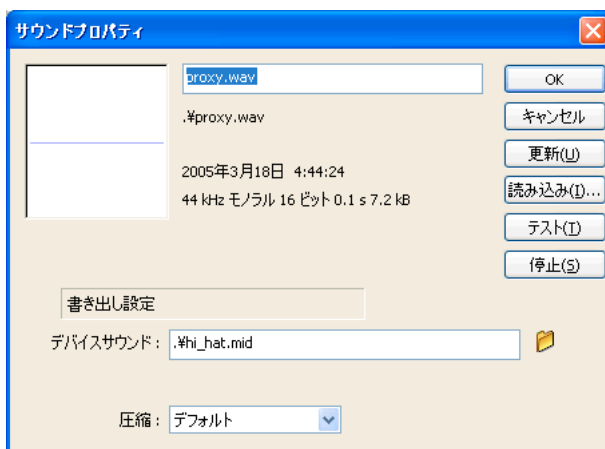 サウンドプロパティ
proxy.wav
OK
.¥proxy.wav
キャンセル
更新(U)
2005年3月18日 4:44:24
読み込み(I)...
44 kHz モノラル 16 ビット 0.1 s 7.2 kB
テスト(T)
停止(S)
書き出し設定
デバイスサウンド: .¥hi_hat.mid
圧縮: デフォルト